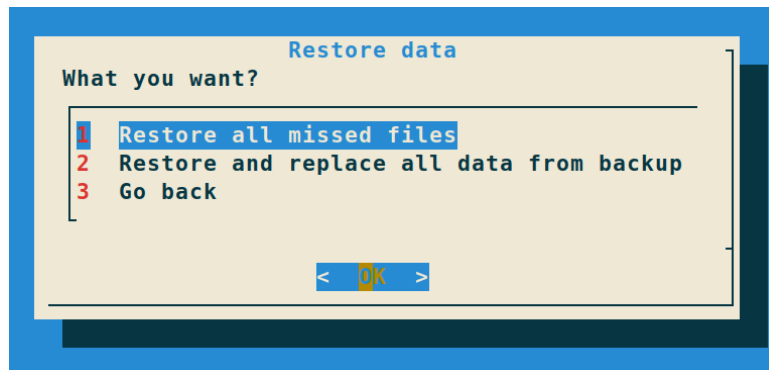 Restore data
What you want?
1 Restore all missed files
2 Restore and replace all data from backup
3 Go back
< OK >